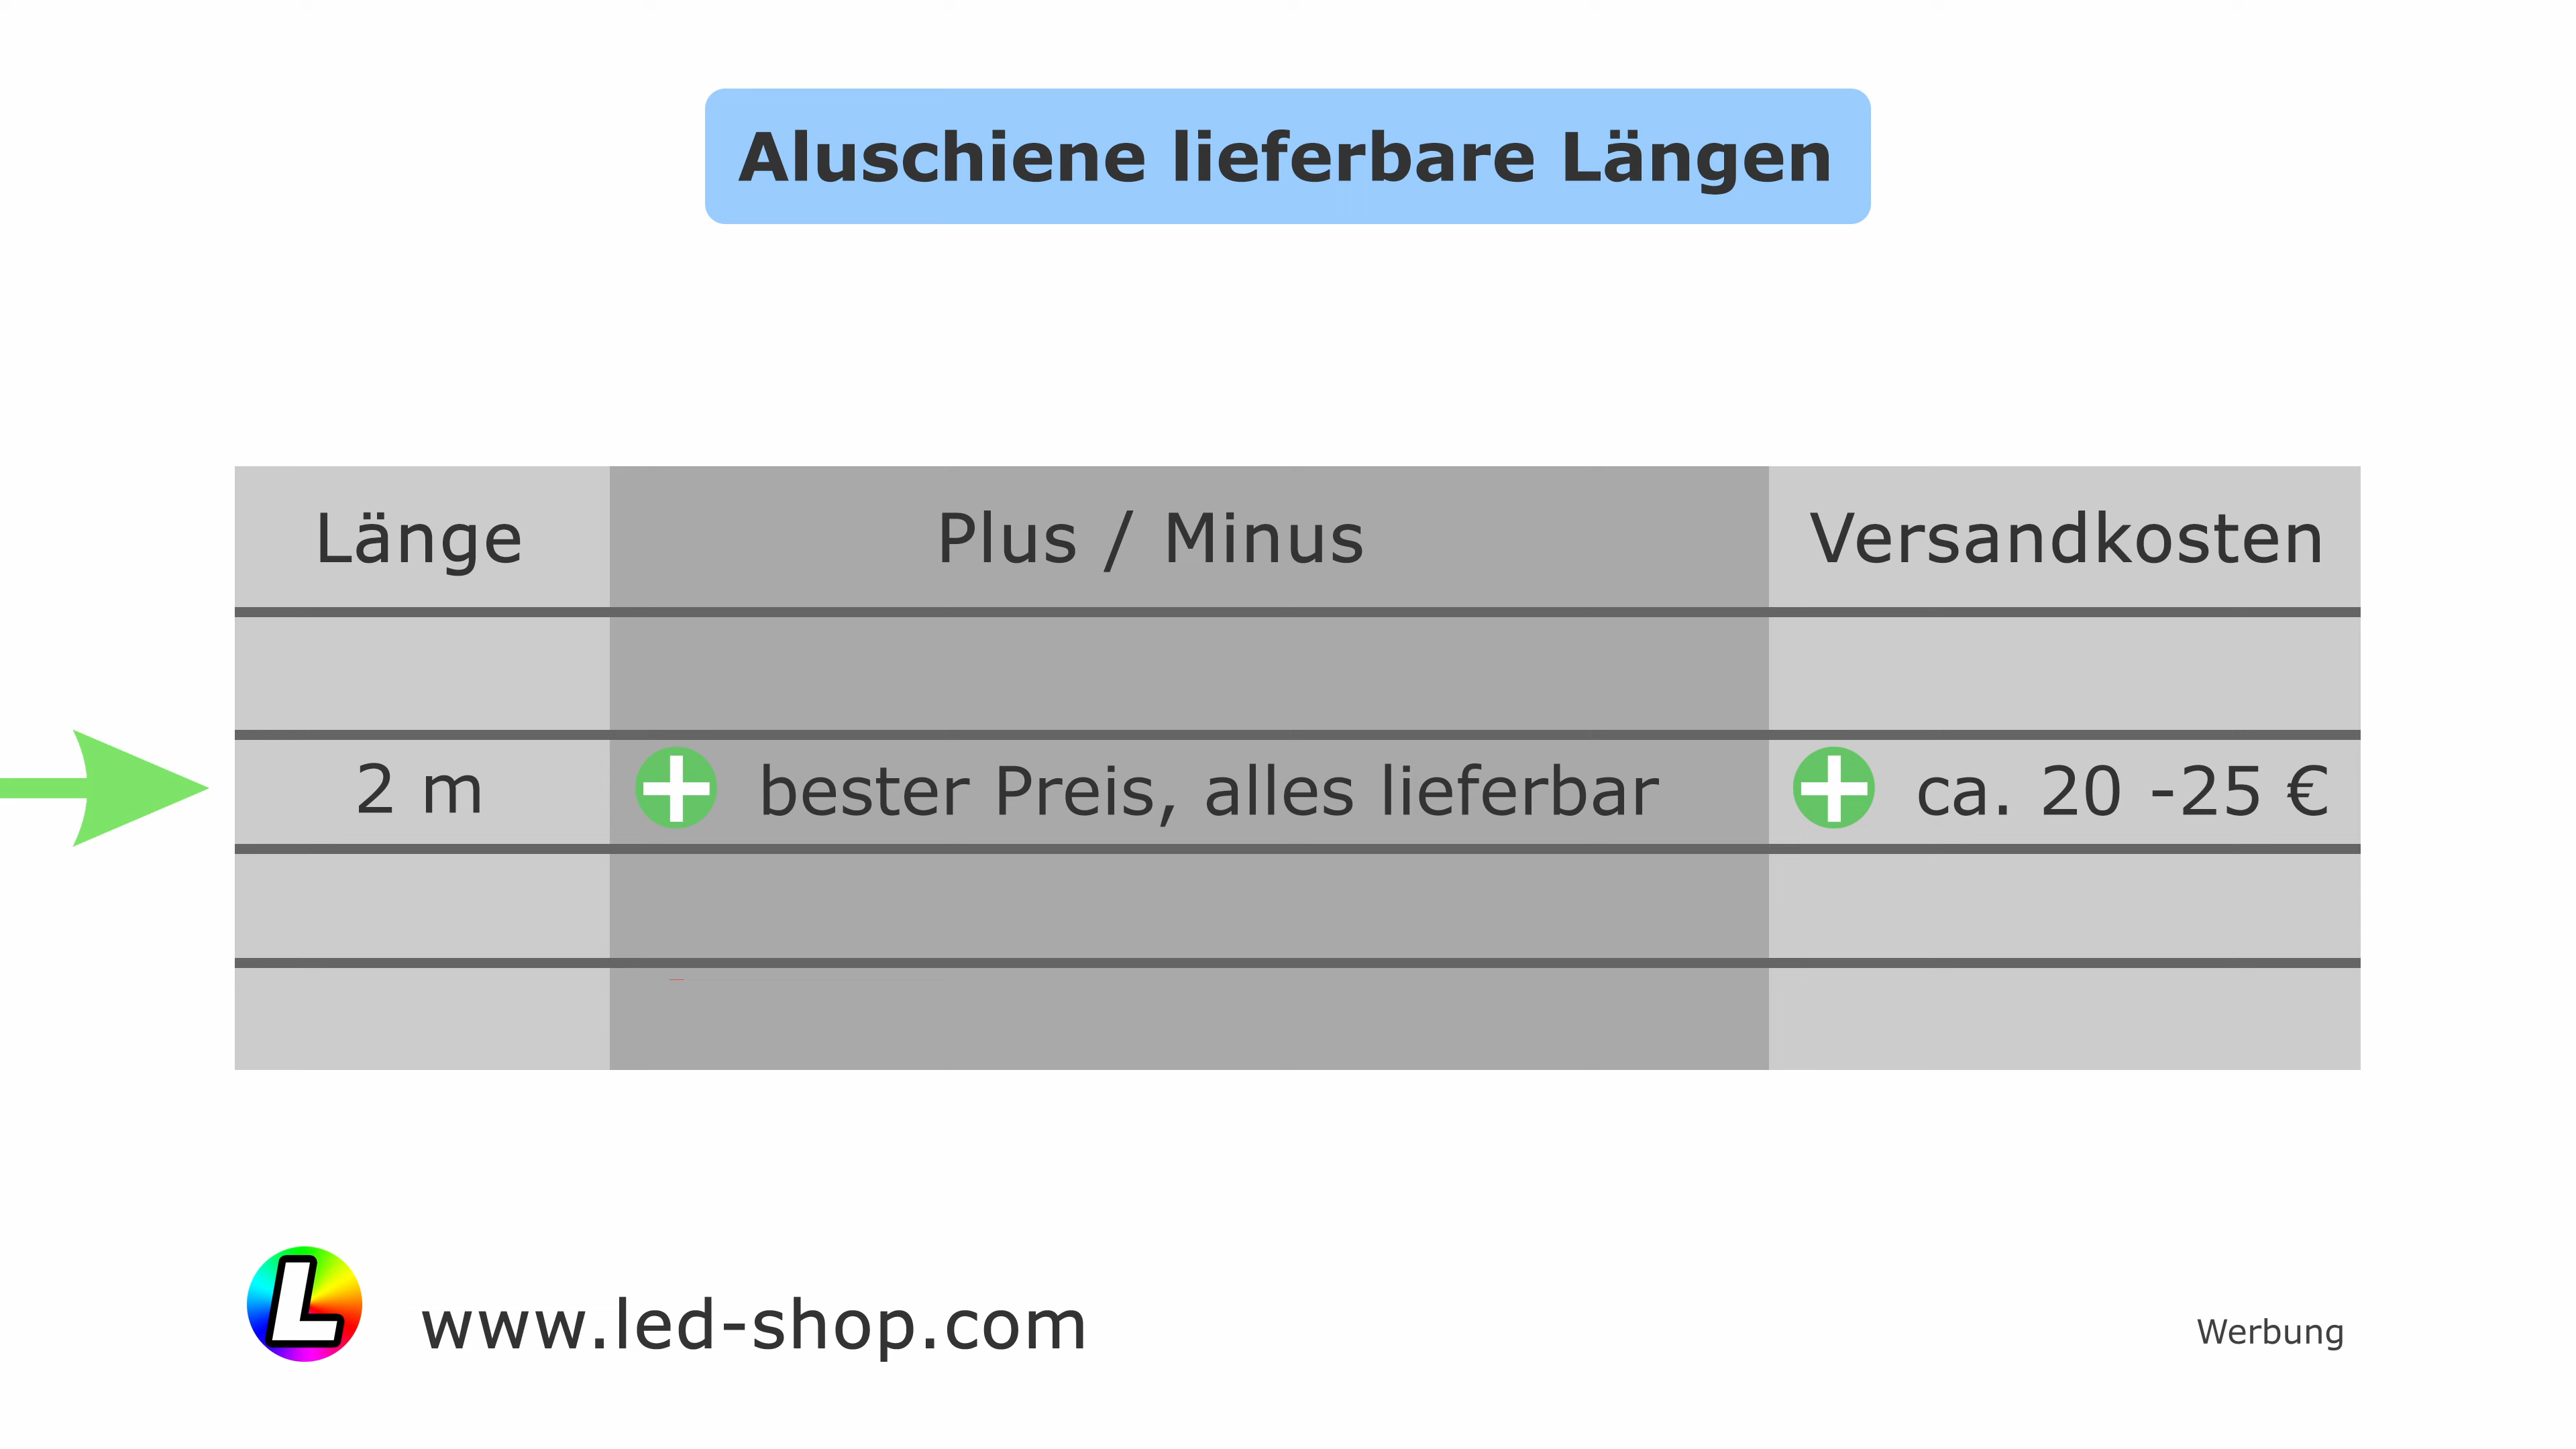 Aluschiene lieferbare Längen
Länge Plus / Minus Versandkosten
2 m bester Preis, alles lieferbar ca. 20 -25 €
L www.led-shop.com
Werbung